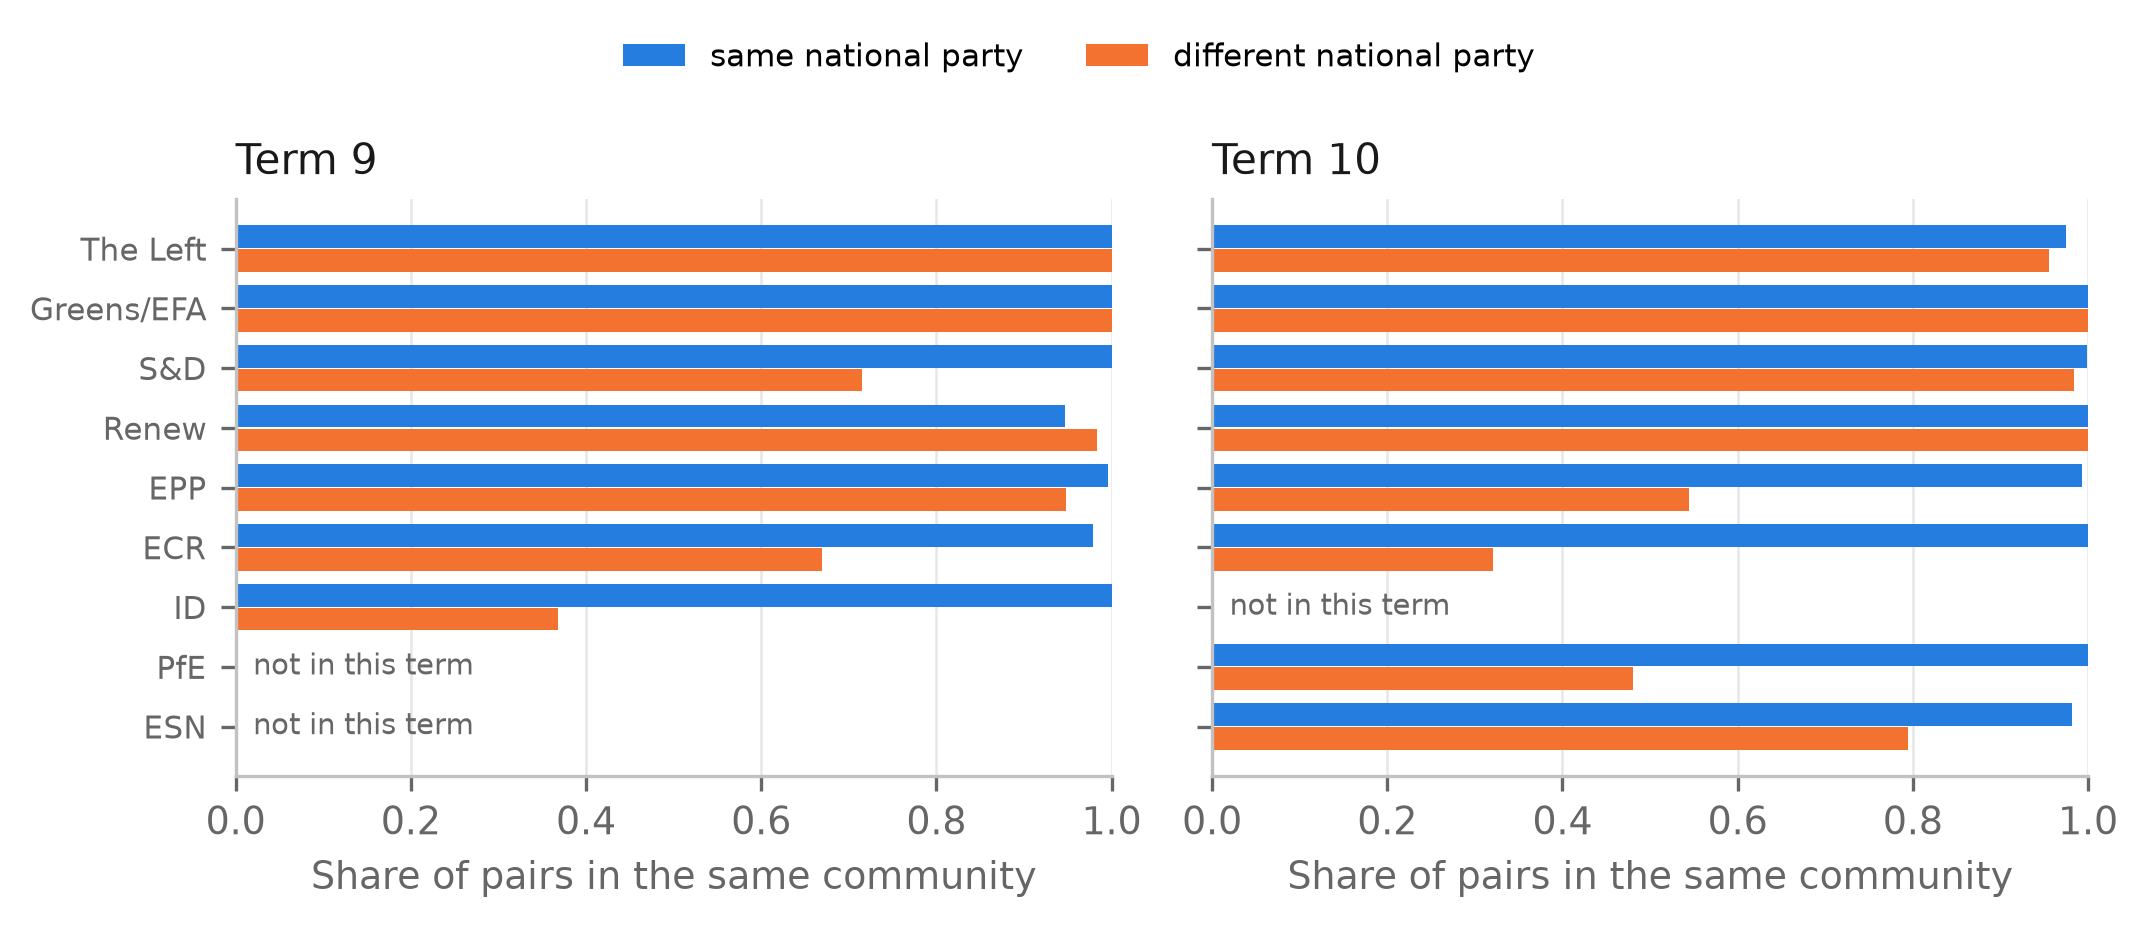 same national party
different national party
Term 9
Term 10
The Left
Greens/EFA
S&D
Renew
EPP
ECR
ID
not in this term
PfE
not in this term
ESN
not in this term
0.0 0.2 0.4 0.6 0.8 1.0
0.0 0.2 0.4 0.6 0.8 1.0
Share of pairs in the same community
Share of pairs in the same community